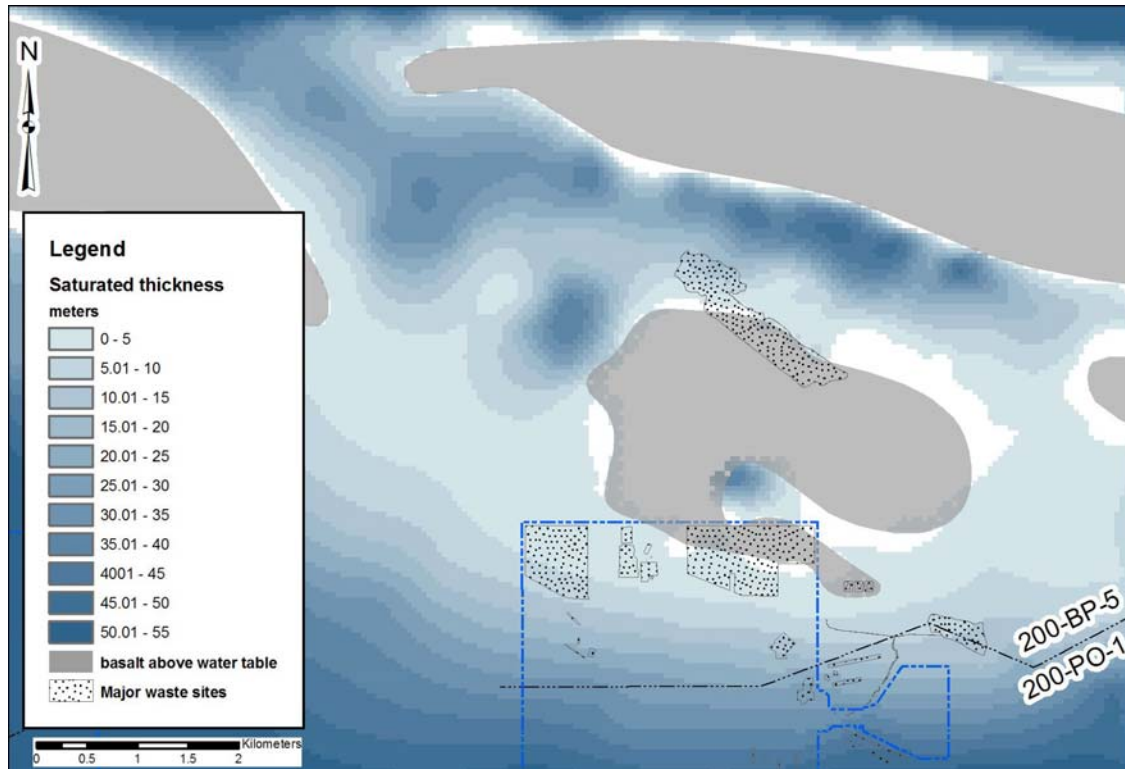 N
Legend
Saturated thickness
meters
0 - 5
5.01 - 10
10.01 - 15
15.01 - 20
20.01 - 25
25.01 - 30
30.01 - 35
35.01 - 40
4001 - 45
45.01 - 50
50.01 - 55
basalt above water table
Major waste sites
Kilometers
0 0.5 1 1.5 2
200-BP-5
200-PO-1